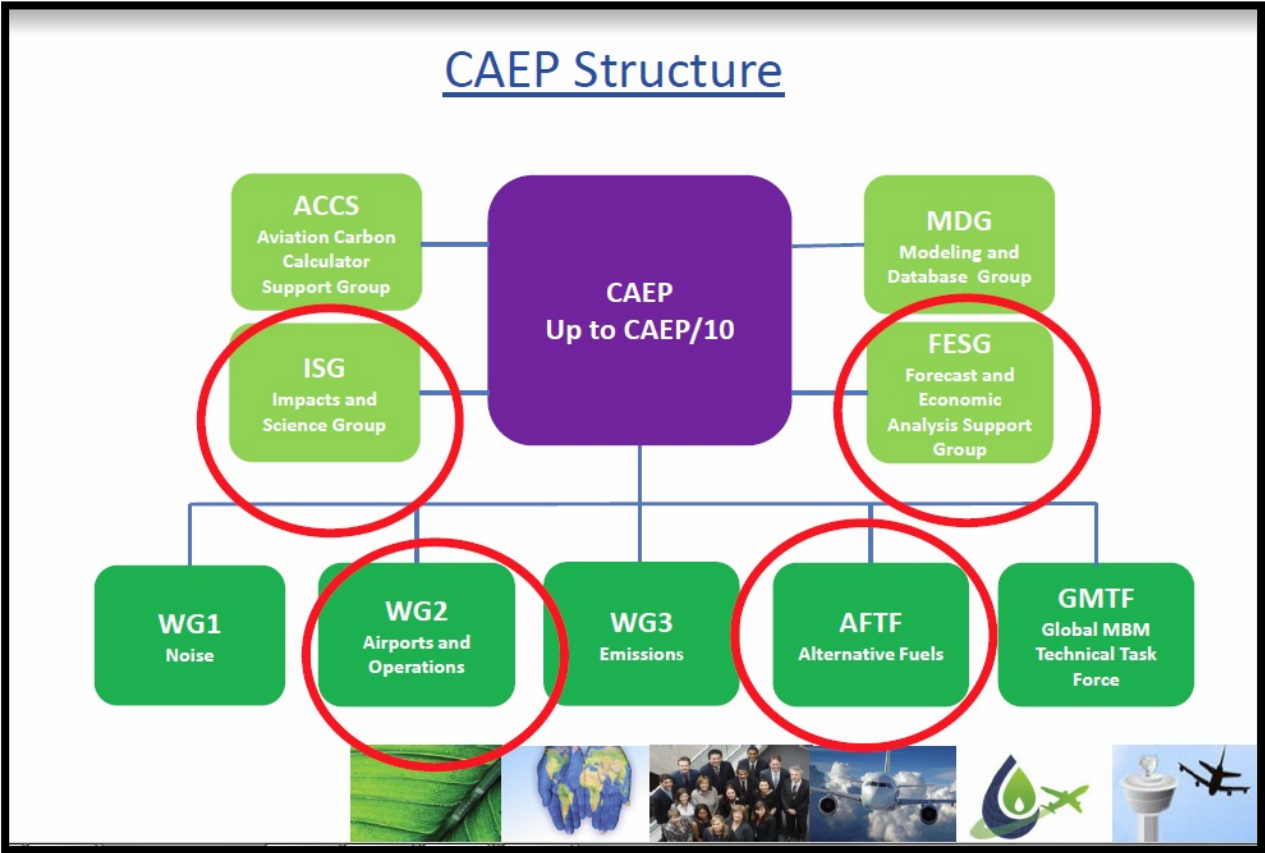 CAEP Structure
ACCS
Aviation Carbon
Calculator
Support Group
CAEP
Up to CAEP/10
MDG
Modeling and
Database Group
ISG
Impacts and
Science Group
FESG
Forecast and
Economic
Analysis Support
Group
WG1
Noise
WG2
Airports and
Operations
WG3
Emissions
AFTF
Alternative Fuels
GMTF
Global MBM
Technical Task
Force